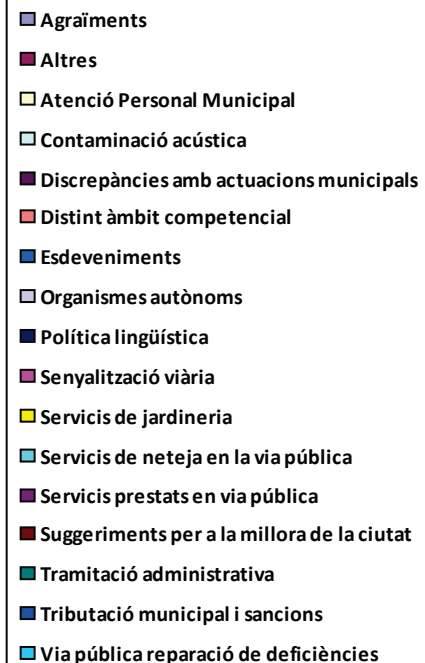 Agraïments
Altres
Atenció Personal Municipal
Contaminació acústica
Discrepàncies amb actuacions municipals
Distint àmbit competencial
Esdeveniments
Organismes autònoms
Política lingüística
Senyalització viària
Servicis de jardineria
Servicis de neteja en la via pública
Servicis prestats en via pública
Suggeriments per a la millora de la ciutat
Tramitació administrativa
Tributació municipal i sancions
Via pública reparació de deficiències